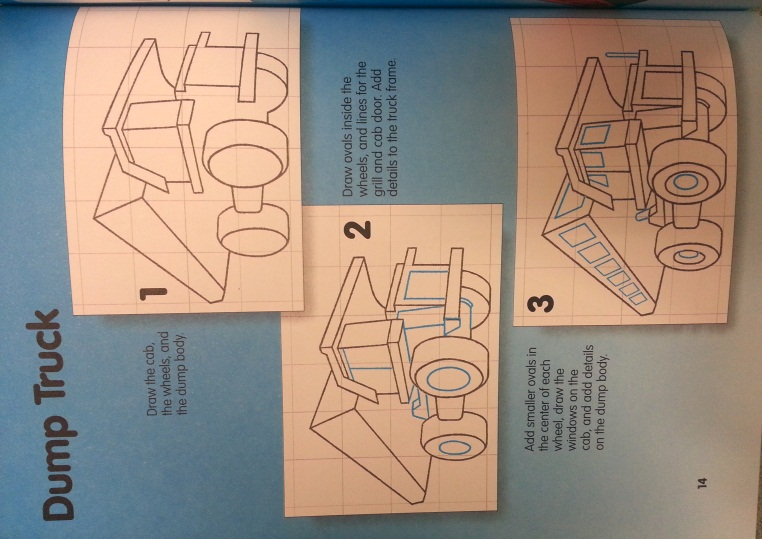 Dump Truck
1
Draw the cab,
the wheels, and
the dump body.
2
Draw ovals inside the
wheels, and lines for the
grill and cab door. Add
details to the truck frame.
3
Add smaller ovals in
the center of each
wheel, draw the
windows on the
cab, and add details
on the dump body.
14